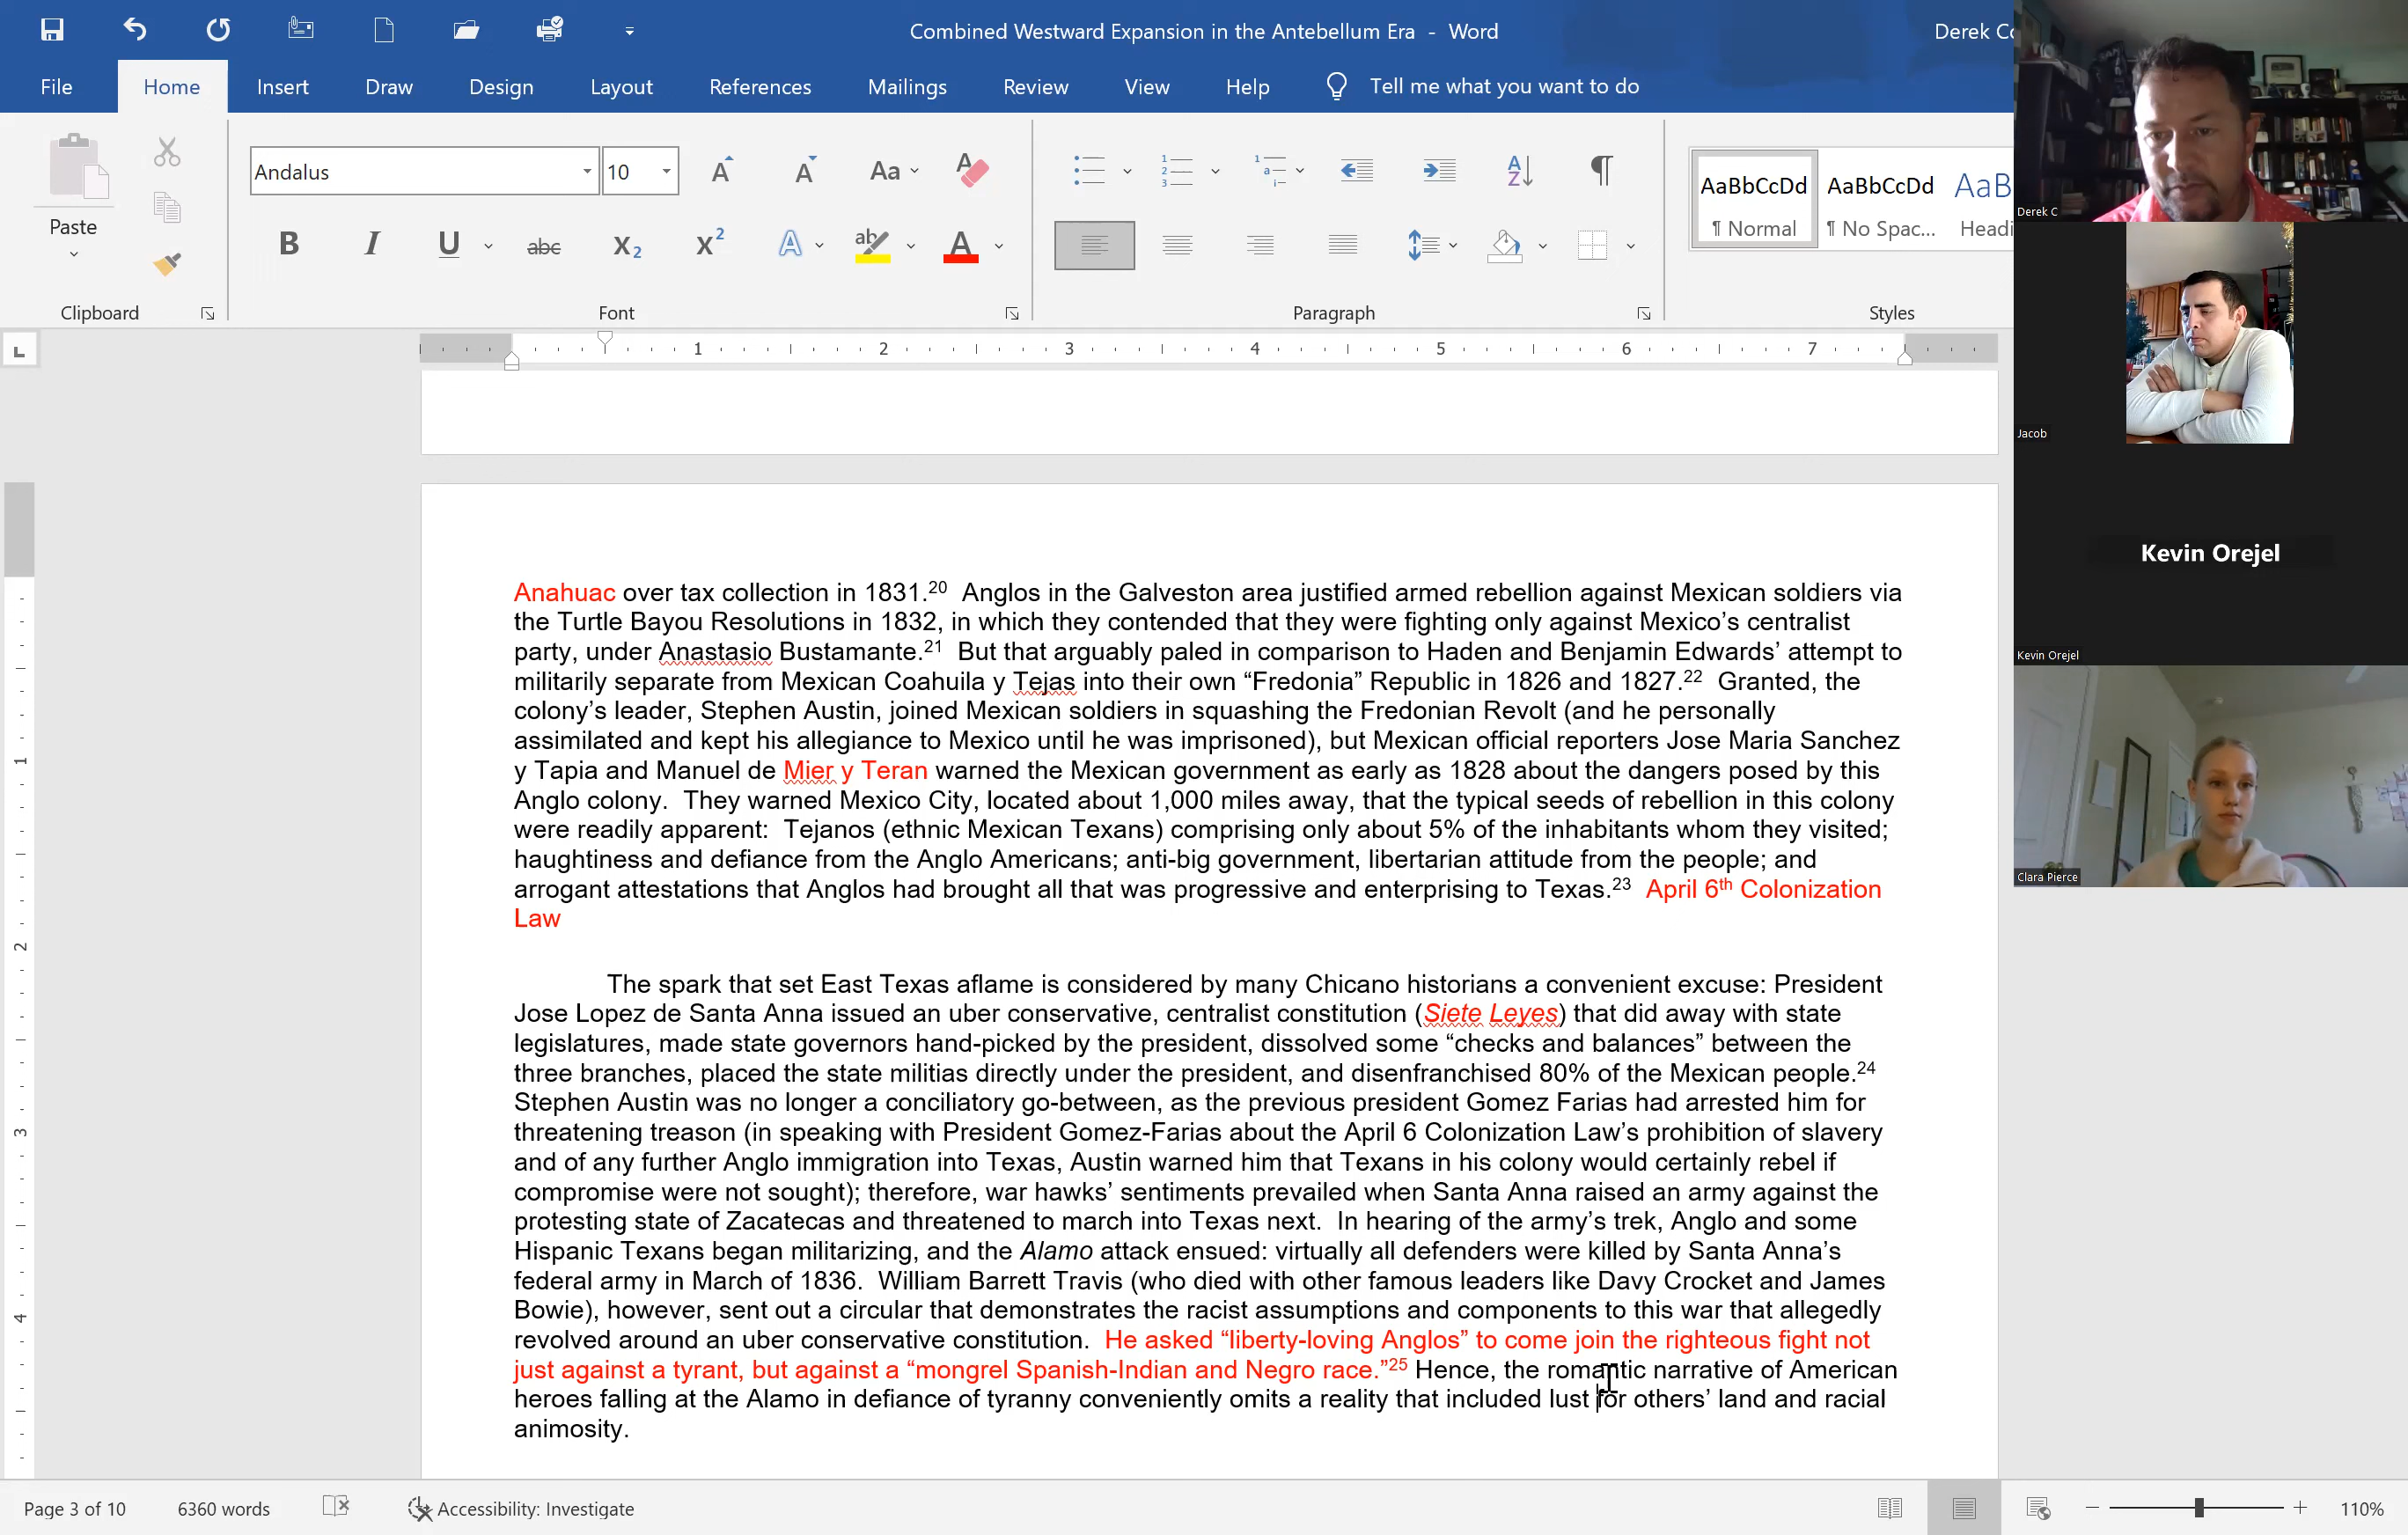 Combined Westward Expansion in the Antebellum Era - Word
Derek Co
File Home Insert Draw Design Layout References Mailings Review View Help Tell me what you want to do
Paste
Clipboard
Andalus 10
Font
Paragraph
AaBbCcDd AaBbCcDd AaB
¶ Normal ¶ No Spac... Headi
Styles
1 2 3 4 5 6 7
Anahuac over tax collection in 1831.20 Anglos in the Galveston area justified armed rebellion against Mexican soldiers via
the Turtle Bayou Resolutions in 1832, in which they contended that they were fighting only against Mexico’s centralist
party, under Anastasio Bustamante.21 But that arguably paled in comparison to Haden and Benjamin Edwards’ attempt to
militarily separate from Mexican Coahuila y Tejas into their own “Fredonia” Republic in 1826 and 1827.22 Granted, the
colony’s leader, Stephen Austin, joined Mexican soldiers in squashing the Fredonian Revolt (and he personally
assimilated and kept his allegiance to Mexico until he was imprisoned), but Mexican official reporters Jose Maria Sanchez
y Tapia and Manuel de Mier y Teran warned the Mexican government as early as 1828 about the dangers posed by this
Anglo colony. They warned Mexico City, located about 1,000 miles away, that the typical seeds of rebellion in this colony
were readily apparent: Tejanos (ethnic Mexican Texans) comprising only about 5% of the inhabitants whom they visited;
haughtiness and defiance from the Anglo Americans; anti-big government, libertarian attitude from the people; and
arrogant attestations that Anglos had brought all that was progressive and enterprising to Texas.23 April 6th Colonization
Law
The spark that set East Texas aflame is considered by many Chicano historians a convenient excuse: President
Jose Lopez de Santa Anna issued an uber conservative, centralist constitution (Siete Leyes) that did away with state
legislatures, made state governors hand-picked by the president, dissolved some “checks and balances” between the
three branches, placed the state militias directly under the president, and disenfranchised 80% of the Mexican people.24
Stephen Austin was no longer a conciliatory go-between, as the previous president Gomez Farias had arrested him for
threatening treason (in speaking with President Gomez-Farias about the April 6 Colonization Law’s prohibition of slavery
and of any further Anglo immigration into Texas, Austin warned him that Texans in his colony would certainly rebel if
compromise were not sought); therefore, war hawks’ sentiments prevailed when Santa Anna raised an army against the
protesting state of Zacatecas and threatened to march into Texas next. In hearing of the army’s trek, Anglo and some
Hispanic Texans began militarizing, and the Alamo attack ensued: virtually all defenders were killed by Santa Anna’s
federal army in March of 1836. William Barrett Travis (who died with other famous leaders like Davy Crocket and James
Bowie), however, sent out a circular that demonstrates the racist assumptions and components to this war that allegedly
revolved around an uber conservative constitution. He asked “liberty-loving Anglos” to come join the righteous fight not
just against a tyrant, but against a “mongrel Spanish-Indian and Negro race.”25 Hence, the romantic narrative of American
heroes falling at the Alamo in defiance of tyranny conveniently omits a reality that included lust for others’ land and racial
animosity.
1
2
3
4
Page 3 of 10 6360 words Accessibility: Investigate 110%
Derek C
Jacob
Kevin Orejel
Kevin Orejel
Clara Pierce